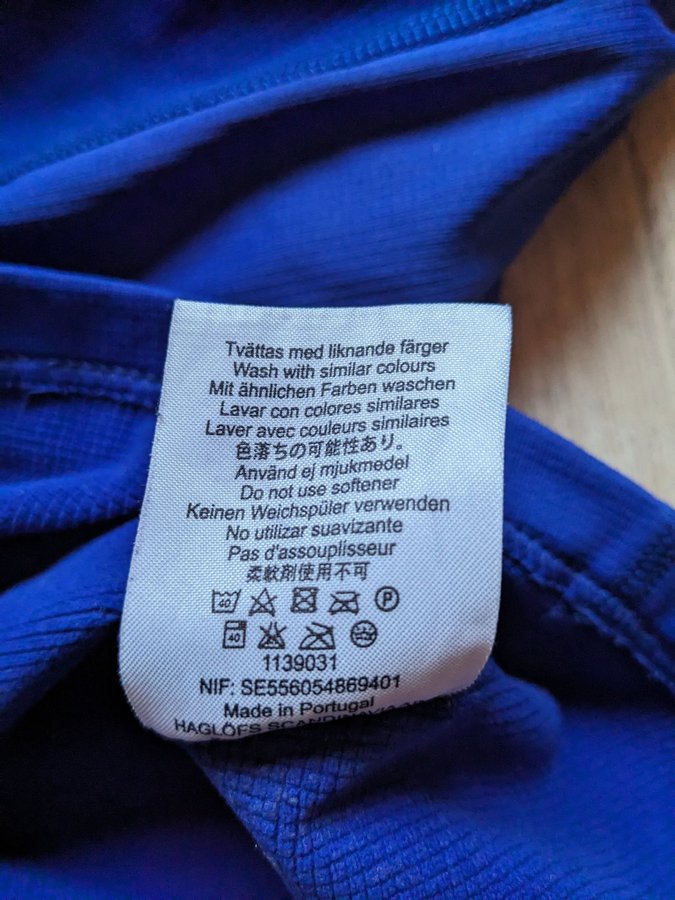 Tvättas med liknande färger
Wash with similar colours
Mit ähnlichen Farben waschen
Lavar con colores similares
Laver avec couleurs similaires
色落ちの可能性あり。
Använd ej mjukmedel
Do not use softener
Keinen Weichspüler verwenden
No utilizar suavizante
Pas d'assouplisseur
柔軟剤使用不可
40 P
40
1139031
NIF: SE556054869401
Made in Portugal
HAGLÖFS